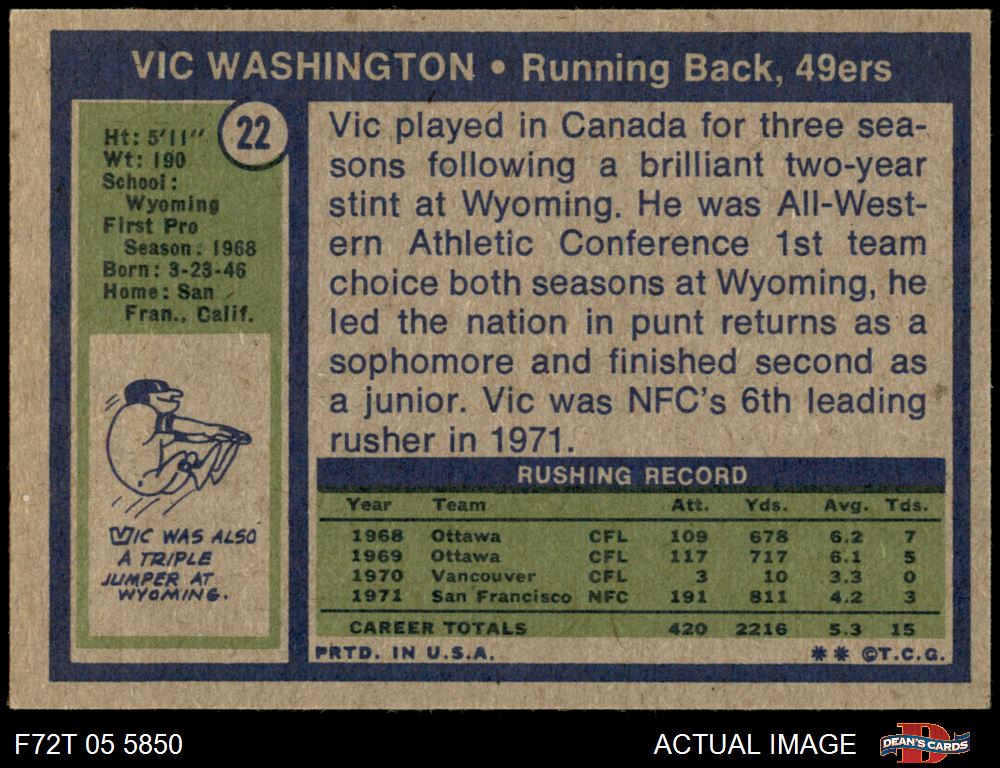 VIC WASHINGTON • Running Back, 49ers
22
Ht: 5'11"
Wt: 190
School:
Wyoming
First Pro
Season: 1968
Born: 3-23-46
Home: San
Fran., Calif.
VIC WAS ALSO
A TRIPLE
JUMPER AT
WYOMING.
Vic played in Canada for three sea-
sons following a brilliant two-year
stint at Wyoming. He was All-West-
ern Athletic Conference 1st team
choice both seasons at Wyoming, he
led the nation in punt returns as a
sophomore and finished second as
a junior. Vic was NFC's 6th leading
rusher in 1971.
RUSHING RECORD
Year Team Att. Yds. Avg. Tds.
1968 Ottawa CFL 109 678 6.2 7
1969 Ottawa CFL 117 717 6.1 5
1970 Vancouver CFL 3 10 3.3 0
1971 San Francisco NFC 191 811 4.2 3
CAREER TOTALS 420 2216 5.3 15
PRTD. IN U.S.A. ** ©T.C.G.
F72T 05 5850 ACTUAL IMAGE DEAN'S CARDS